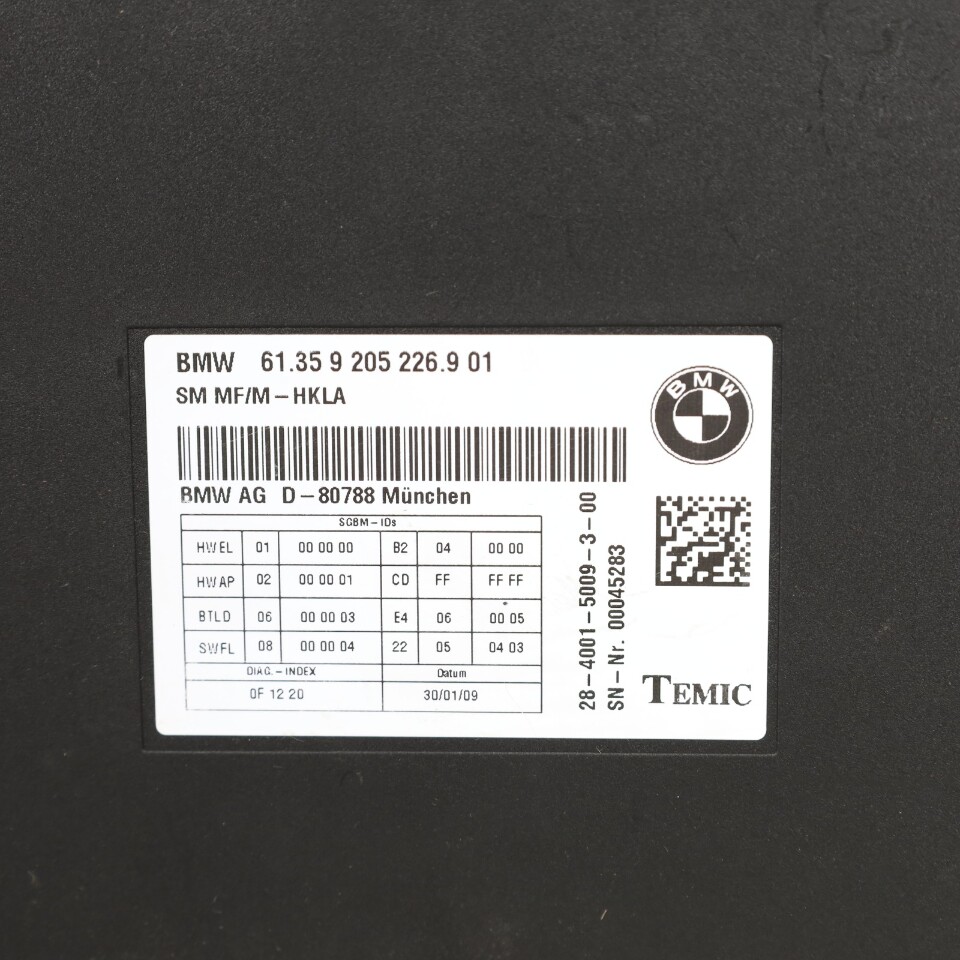 BMW 61.35 9 205 226.9 01
SM MF/M-HKLA
BMW
BMW AG D-80788 München
SGBM-IDs
HWEL 01 00 00 00 B2 04 00 00
HWAP 02 00 00 01 CD FF FF FF
BTLD 06 00 00 03 E4 06 00 05
SWFL 08 00 00 04 22 05 04 03
DIAG.-INDEX Datum
0F 12 20 30/01/09
28-4001-5009-3-00
SN-Nr. 00045283
TEMIC